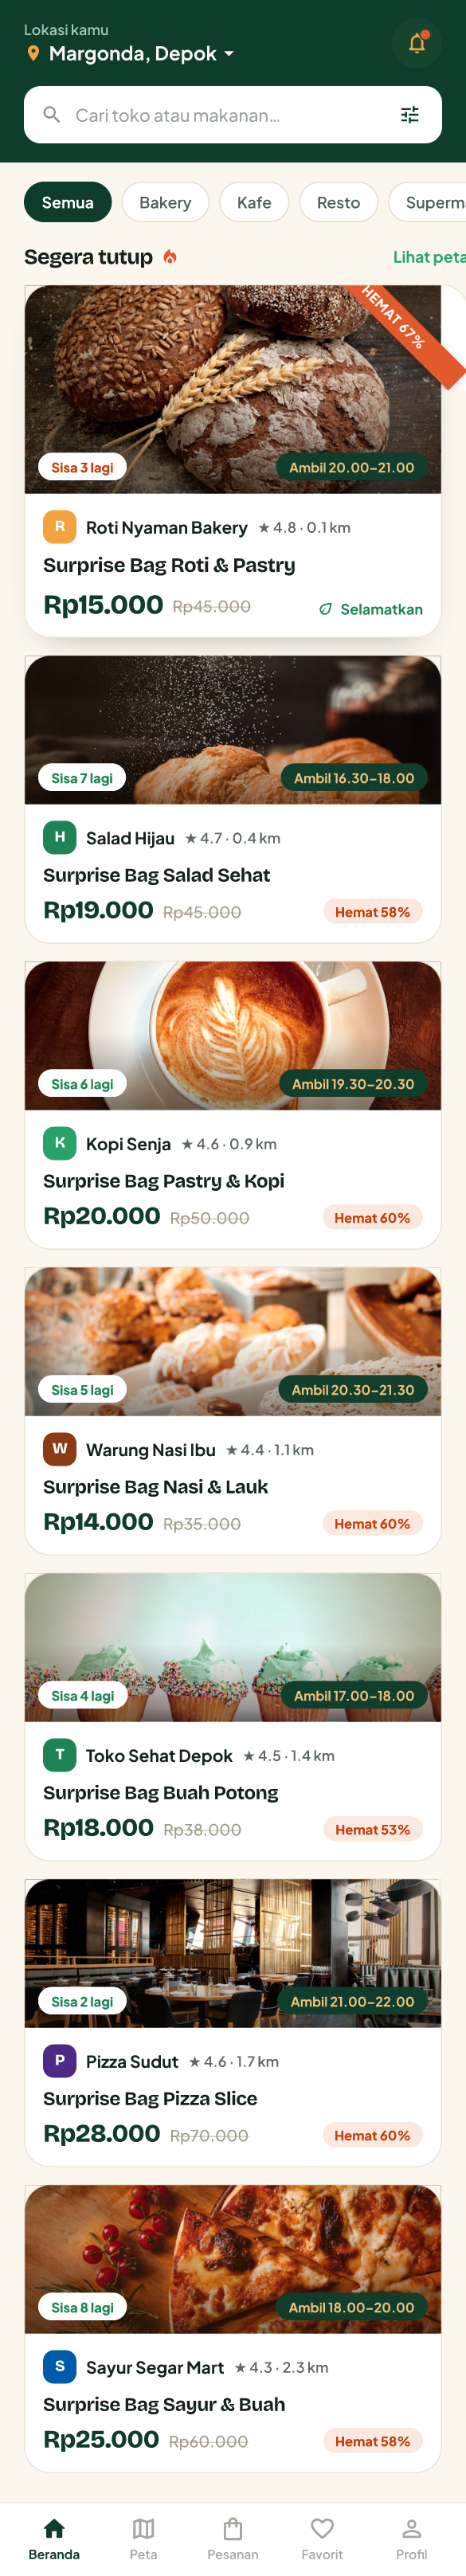 Lokasi kamu
Margonda, Depok
Cari toko atau makanan...
Semua Bakery Kafe Resto Superm
Segera tutup Lihat peta
HEMAT 67%
Sisa 3 lagi Ambil 20.00–21.00
R Roti Nyaman Bakery ★ 4.8 · 0.1 km
Surprise Bag Roti & Pastry
Rp15.000 Rp45.000 Selamatkan
Sisa 7 lagi Ambil 16.30–18.00
H Salad Hijau ★ 4.7 · 0.4 km
Surprise Bag Salad Sehat
Rp19.000 Rp45.000 Hemat 58%
Sisa 6 lagi Ambil 19.30–20.30
K Kopi Senja ★ 4.6 · 0.9 km
Surprise Bag Pastry & Kopi
Rp20.000 Rp50.000 Hemat 60%
Sisa 5 lagi Ambil 20.30–21.30
W Warung Nasi Ibu ★ 4.4 · 1.1 km
Surprise Bag Nasi & Lauk
Rp14.000 Rp35.000 Hemat 60%
Sisa 4 lagi Ambil 17.00–18.00
T Toko Sehat Depok ★ 4.5 · 1.4 km
Surprise Bag Buah Potong
Rp18.000 Rp38.000 Hemat 53%
Sisa 2 lagi Ambil 21.00–22.00
P Pizza Sudut ★ 4.6 · 1.7 km
Surprise Bag Pizza Slice
Rp28.000 Rp70.000 Hemat 60%
Sisa 8 lagi Ambil 18.00–20.00
S Sayur Segar Mart ★ 4.3 · 2.3 km
Surprise Bag Sayur & Buah
Rp25.000 Rp60.000 Hemat 58%
Beranda Peta Pesanan Favorit Profil